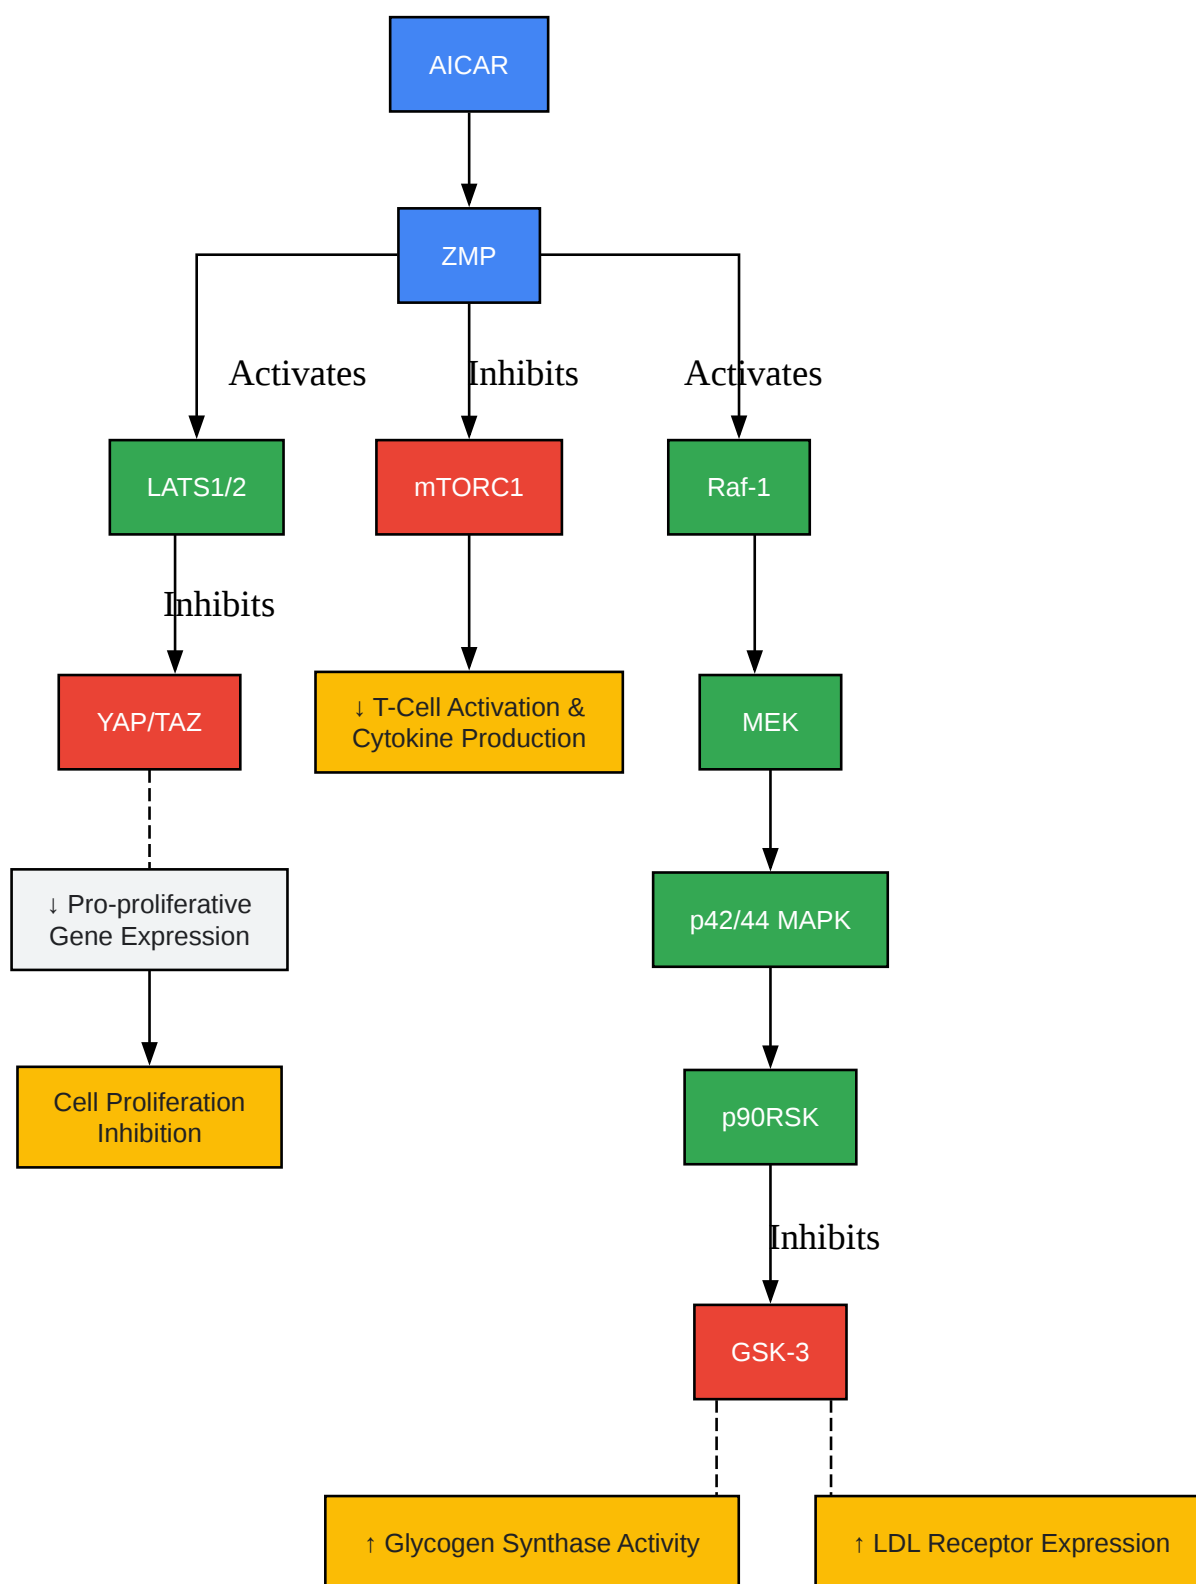 AICAR
ZMP
Activates
Inhibits
Activates
LATS1/2
mTORC1
Raf-1
Inhibits
YAP/TAZ
↓ T-Cell Activation &
Cytokine Production
MEK
↓ Pro-proliferative
Gene Expression
p42/44 MAPK
Cell Proliferation
Inhibition
p90RSK
Inhibits
GSK-3
↑ Glycogen Synthase Activity
↑ LDL Receptor Expression